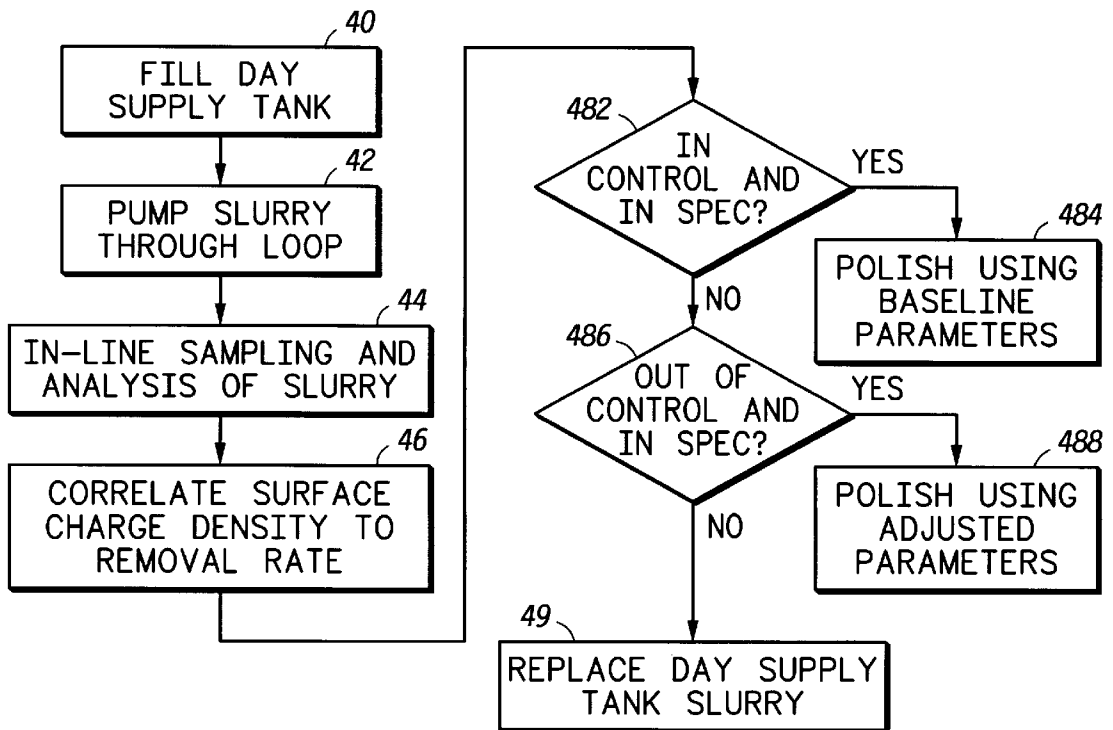 40
FILL DAY
SUPPLY TANK
42
PUMP SLURRY
THROUGH LOOP
44
IN-LINE SAMPLING AND
ANALYSIS OF SLURRY
46
CORRELATE SURFACE
CHARGE DENSITY TO
REMOVAL RATE
482
IN
CONTROL AND
IN SPEC?
YES
NO
484
POLISH USING
BASELINE
PARAMETERS
486
OUT OF
CONTROL AND
IN SPEC?
YES
NO
488
POLISH USING
ADJUSTED
PARAMETERS
49
REPLACE DAY SUPPLY
TANK SLURRY